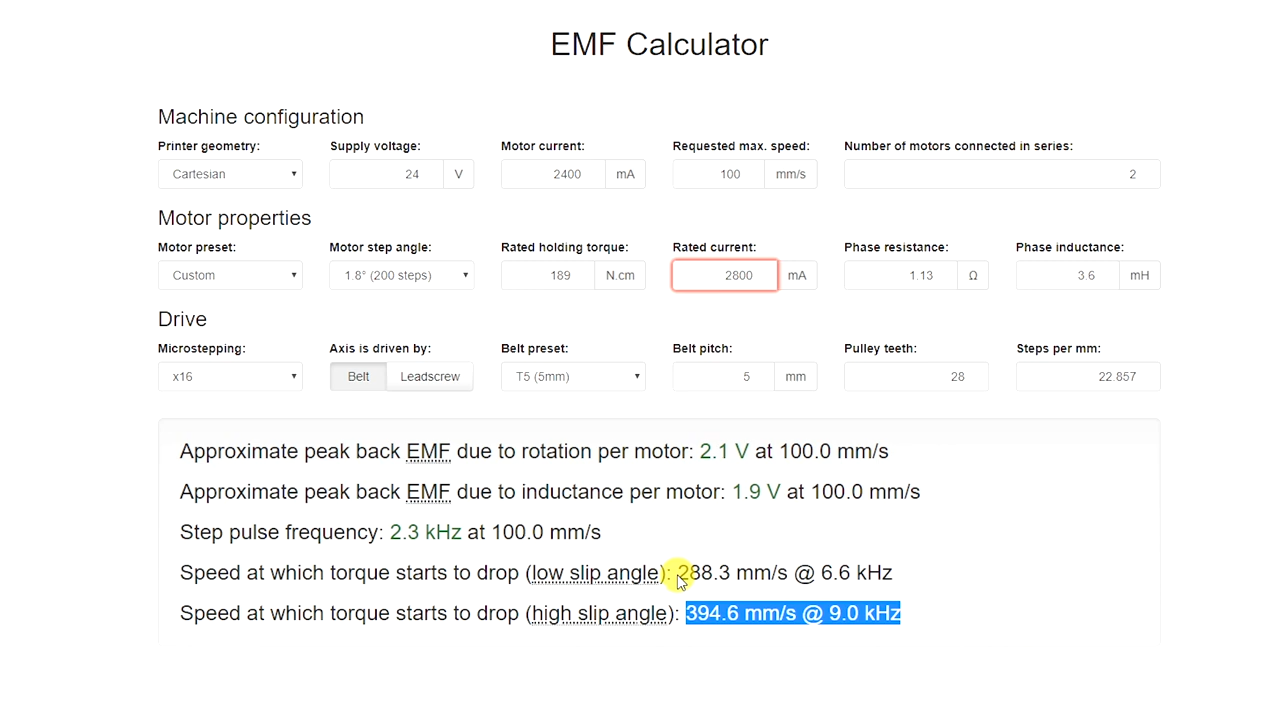 EMF Calculator
Machine configuration
Printer geometry: Supply voltage: Motor current: Requested max. speed: Number of motors connected in series:
Cartesian 24 V 2400 mA 100 mm/s 2
Motor properties
Motor preset: Motor step angle: Rated holding torque: Rated current: Phase resistance: Phase inductance:
Custom 1.8° (200 steps) 189 N.cm 2800 mA 1.13 Ω 3.6 mH
Drive
Microstepping: Axis is driven by: Belt preset: Belt pitch: Pulley teeth: Steps per mm:
x16 Belt Leadscrew T5 (5mm) 5 mm 28 22.857
Approximate peak back EMF due to rotation per motor: 2.1 V at 100.0 mm/s
Approximate peak back EMF due to inductance per motor: 1.9 V at 100.0 mm/s
Step pulse frequency: 2.3 kHz at 100.0 mm/s
Speed at which torque starts to drop (low slip angle): 288.3 mm/s @ 6.6 kHz
Speed at which torque starts to drop (high slip angle): 394.6 mm/s @ 9.0 kHz